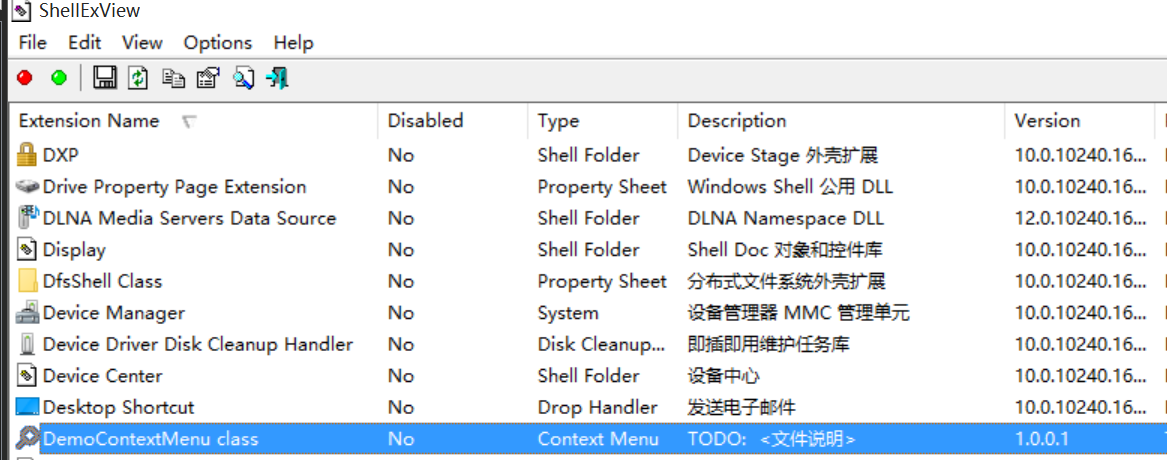 ShellExView
File Edit View Options Help
Extension Name Disabled Type Description Version
DXP No Shell Folder Device Stage 外壳扩展 10.0.10240.16...
Drive Property Page Extension No Property Sheet Windows Shell 公用 DLL 10.0.10240.16...
DLNA Media Servers Data Source No Shell Folder DLNA Namespace DLL 12.0.10240.16...
Display No Shell Folder Shell Doc 对象和控件库 10.0.10240.16...
DfsShell Class No Property Sheet 分布式文件系统外壳扩展 10.0.10240.16...
Device Manager No System 设备管理器 MMC 管理单元 10.0.10240.16...
Device Driver Disk Cleanup Handler No Disk Cleanup... 即插即用维护任务库 10.0.10240.16...
Device Center No Shell Folder 设备中心 10.0.10240.16...
Desktop Shortcut No Drop Handler 发送电子邮件 10.0.10240.16...
DemoContextMenu class No Context Menu TODO: <文件说明> 1.0.0.1